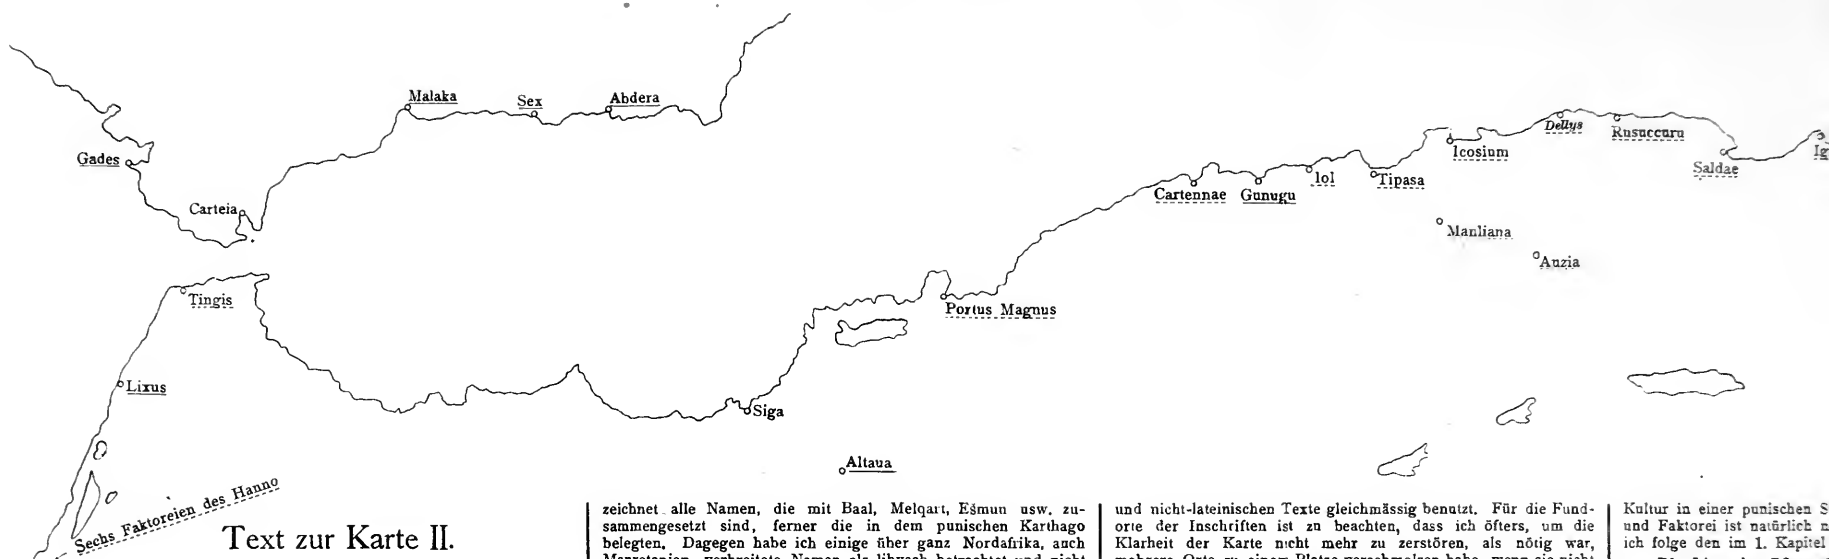 Malaka
Sex
Abdera
Gades
Carteia
Dellys
Rusuccuru
Icosium
Saldae
Cartennae
Gunugu
Iol
Tipasa
Manliana
Auzia
Tingis
Portus Magnus
Lixus
Siga
Altaua
Sechs Faktoreien des Hanno
Text zur Karte II.
zeichnet alle Namen, die mit Baal, Melqart, Ešmun usw. zu-
sammengesetzt sind, ferner die in dem punischen Karthago
belegten. Dagegen habe ich einige über ganz Nordafrika, auch
und nicht-lateinischen Texte gleichmässig benutzt. Für die Fund-
orte der Inschriften ist zu beachten, dass ich öfters, um die
Klarheit der Karte nicht mehr zu zerstören, als nötig war,
Kultur in einer punischen
und Faktorei ist natürlich
ich folge den im 1. Kapitel